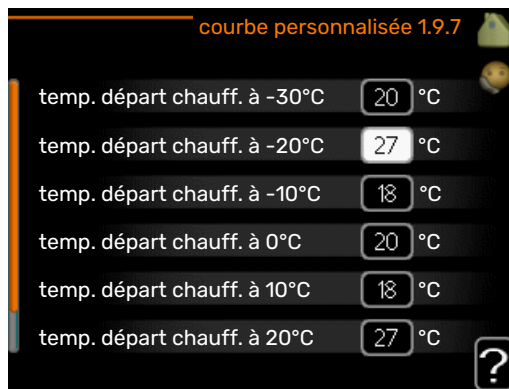 courbe personnalisée 1.9.7
temp. départ chauff. à -30°C 20 °C
temp. départ chauff. à -20°C 27 °C
temp. départ chauff. à -10°C 18 °C
temp. départ chauff. à 0°C 20 °C
temp. départ chauff. à 10°C 18 °C
temp. départ chauff. à 20°C 27 °C
?